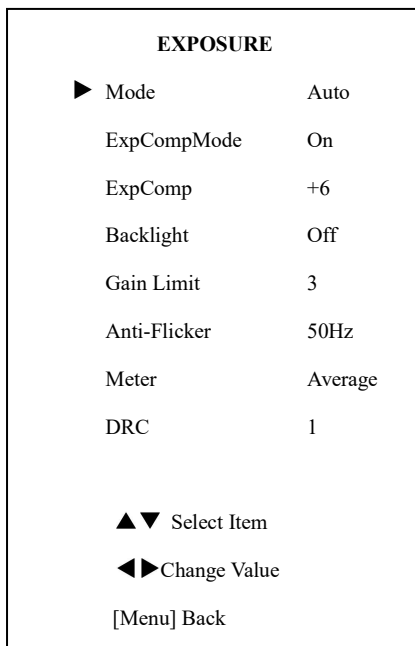 EXPOSURE
▶ Mode Auto
ExpCompMode On
ExpComp +6
Backlight Off
Gain Limit 3
Anti-Flicker 50Hz
Meter Average
DRC 1
▲▼ Select Item
◀▶Change Value
[Menu] Back